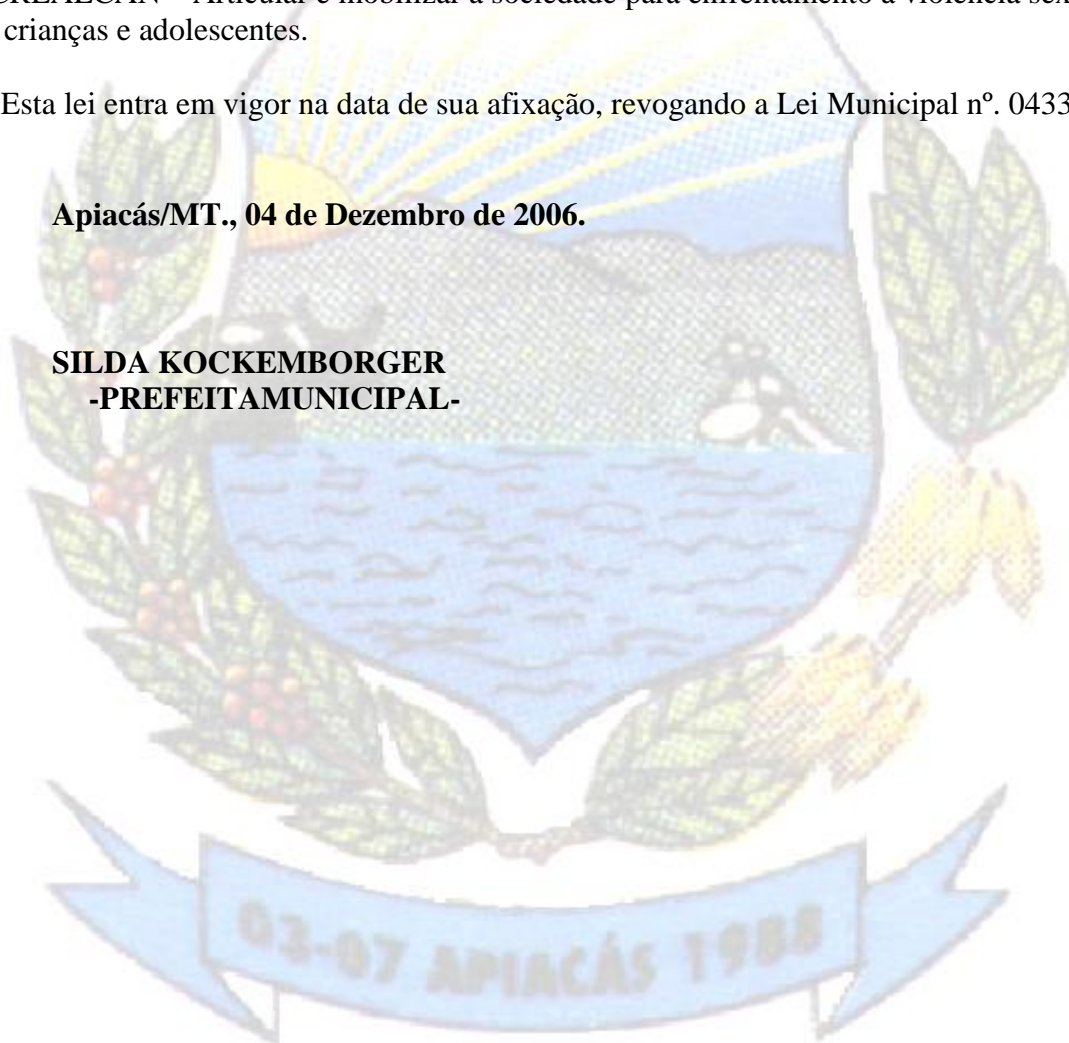 Articular e mobilizar a sociedade para enfrentamento a violência
crianças e adolescentes.
Esta lei entra em vigor na data de sua afixação, revogando a Lei Municipal nº. 0433
Apiacás/MT., 04 de Dezembro de 2006.
SILDA KOCKEMBORGER
-PREFEITAMUNICIPAL-
03-07 APIACÁS 1988